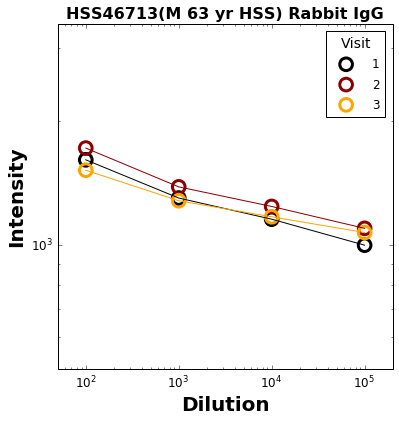 HSS46713(M 63 yr HSS) Rabbit IgG
Visit
1
2
3
Intensity
10³
10² 10³ 10⁴ 10⁵
Dilution